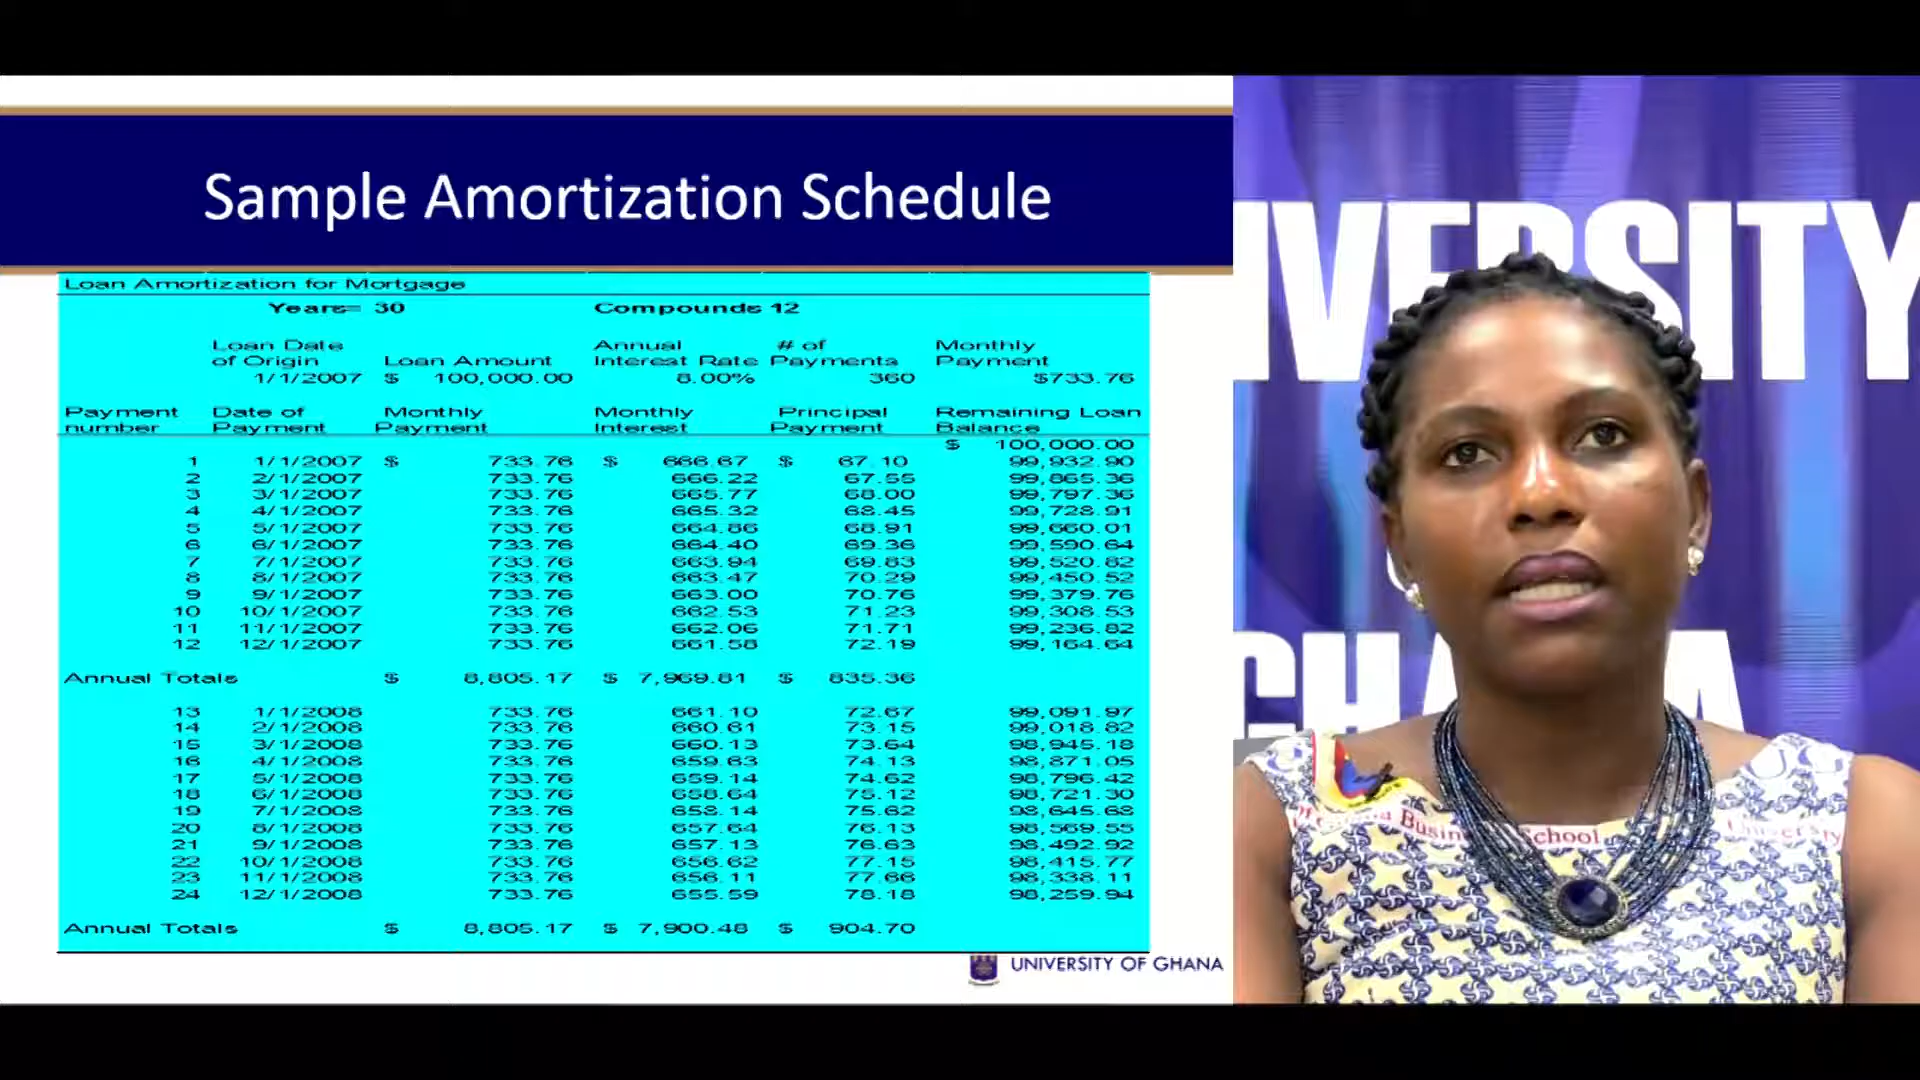 Sample Amortization Schedule
Loan Amortization for Mortgage
Years= 30 Compounds 12
Loan Date of Origin Loan Amount Annual Interest Rate # of Payments Monthly Payment
1/1/2007 $ 100,000.00 8.00% 360 $733.76
Payment number Date of Payment Monthly Payment Monthly Interest Principal Payment Remaining Loan Balance
$ 100,000.00
1 1/1/2007 $ 733.76 $ 666.67 $ 67.10 99,932.90
2 2/1/2007 733.76 666.22 67.55 99,865.36
3 3/1/2007 733.76 665.77 68.00 99,797.36
4 4/1/2007 733.76 665.32 68.45 99,728.91
5 5/1/2007 733.76 664.86 68.91 99,660.01
6 6/1/2007 733.76 664.40 69.36 99,590.64
7 7/1/2007 733.76 663.94 69.83 99,520.82
8 8/1/2007 733.76 663.47 70.29 99,450.52
9 9/1/2007 733.76 663.00 70.76 99,379.76
10 10/1/2007 733.76 662.53 71.23 99,308.53
11 11/1/2007 733.76 662.06 71.71 99,236.82
12 12/1/2007 733.76 661.58 72.19 99,164.64
Annual Totals $ 8,805.17 $ 7,969.81 $ 835.36
13 1/1/2008 733.76 661.10 72.67 99,091.97
14 2/1/2008 733.76 660.61 73.15 99,018.82
15 3/1/2008 733.76 660.13 73.64 98,945.18
16 4/1/2008 733.76 659.63 74.13 98,871.05
17 5/1/2008 733.76 659.14 74.62 98,796.42
18 6/1/2008 733.76 658.64 75.12 98,721.30
19 7/1/2008 733.76 658.14 75.62 98,645.68
20 8/1/2008 733.76 657.64 76.13 98,569.55
21 9/1/2008 733.76 657.13 76.63 98,492.92
22 10/1/2008 733.76 656.62 77.15 98,415.77
23 11/1/2008 733.76 656.11 77.66 98,338.11
24 12/1/2008 733.76 655.59 78.18 98,259.94
Annual Totals $ 8,805.17 $ 7,900.48 $ 904.70
UNIVERSITY OF GHANA
IVERSITY
School University